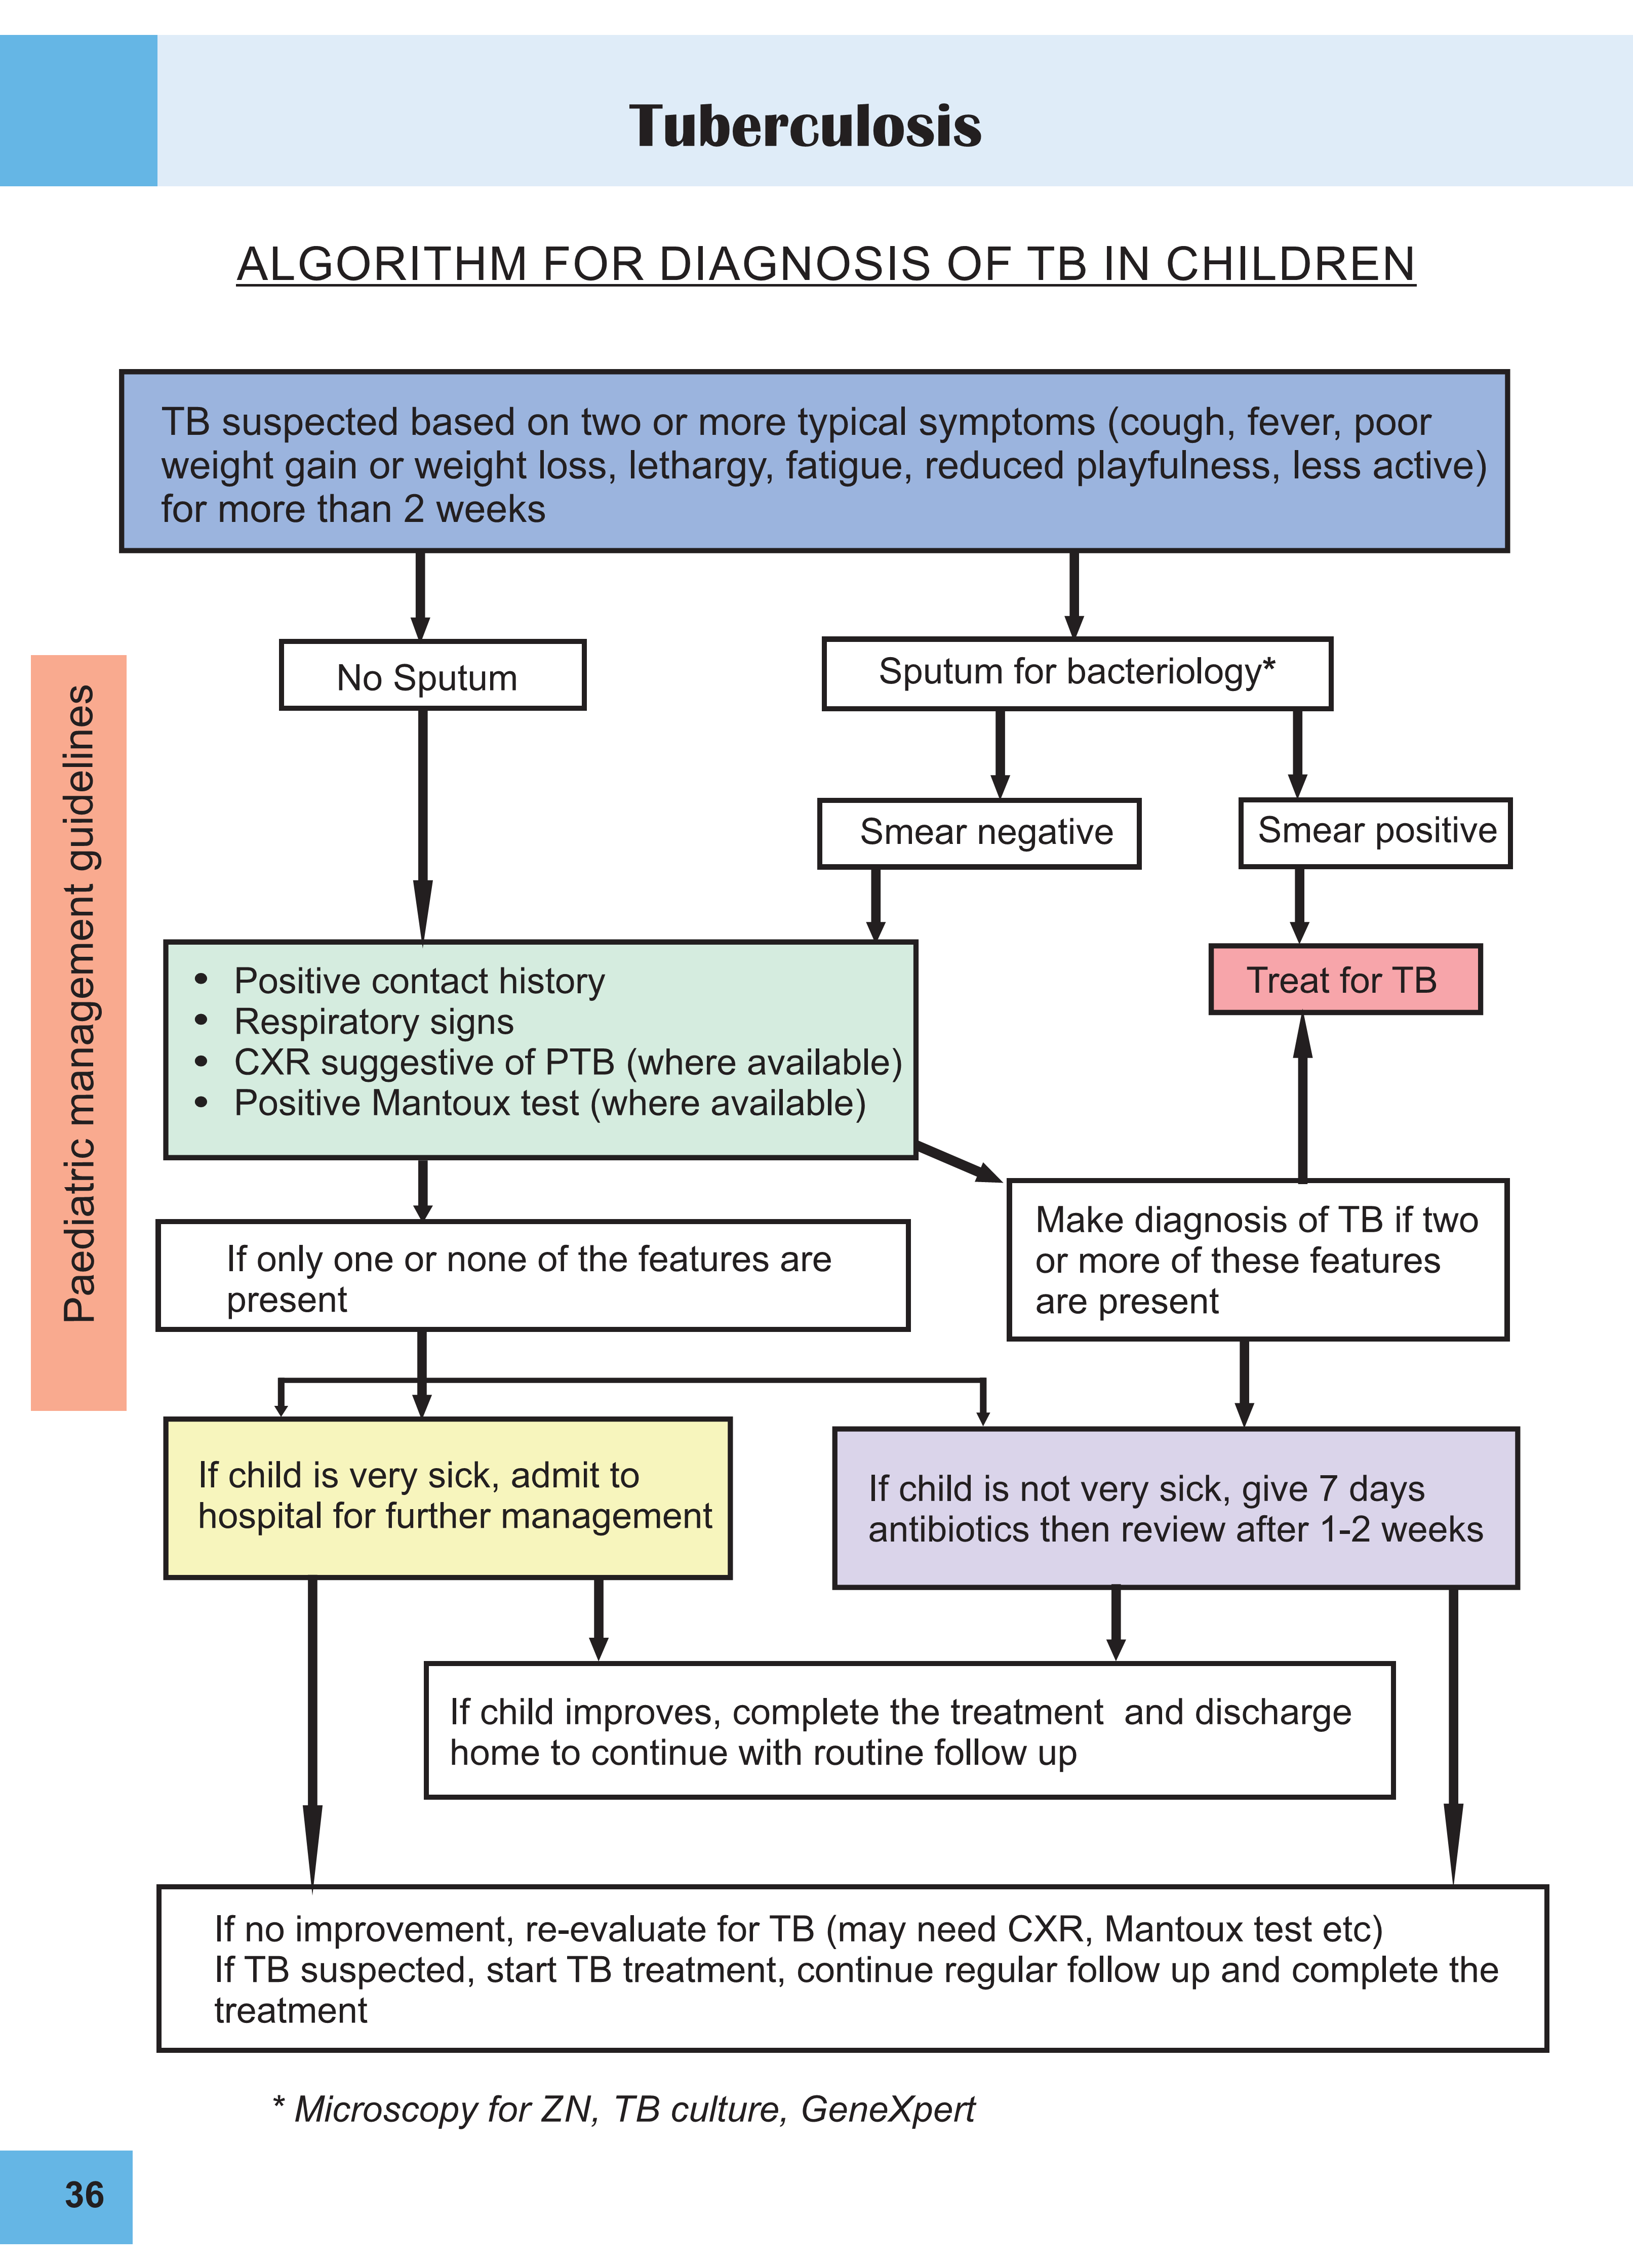 Tuberculosis
ALGORITHM FOR DIAGNOSIS OF TB IN CHILDREN
TB suspected based on two or more typical symptoms (cough, fever, poor
weight gain or weight loss, lethargy, fatigue, reduced playfulness, less active)
for more than 2 weeks
No Sputum
Sputum for bacteriology*
Smear negative
Smear positive
• Positive contact history
• Respiratory signs
• CXR suggestive of PTB (where available)
• Positive Mantoux test (where available)
Treat for TB
If only one or none of the features are
present
Make diagnosis of TB if two
or more of these features
are present
If child is very sick, admit to
hospital for further management
If child is not very sick, give 7 days
antibiotics then review after 1-2 weeks
If child improves, complete the treatment  and discharge
home to continue with routine follow up
If no improvement, re-evaluate for TB (may need CXR, Mantoux test etc)
If TB suspected, start TB treatment, continue regular follow up and complete the
treatment
* Microscopy for ZN, TB culture, GeneXpert
Paediatric management guidelines
36